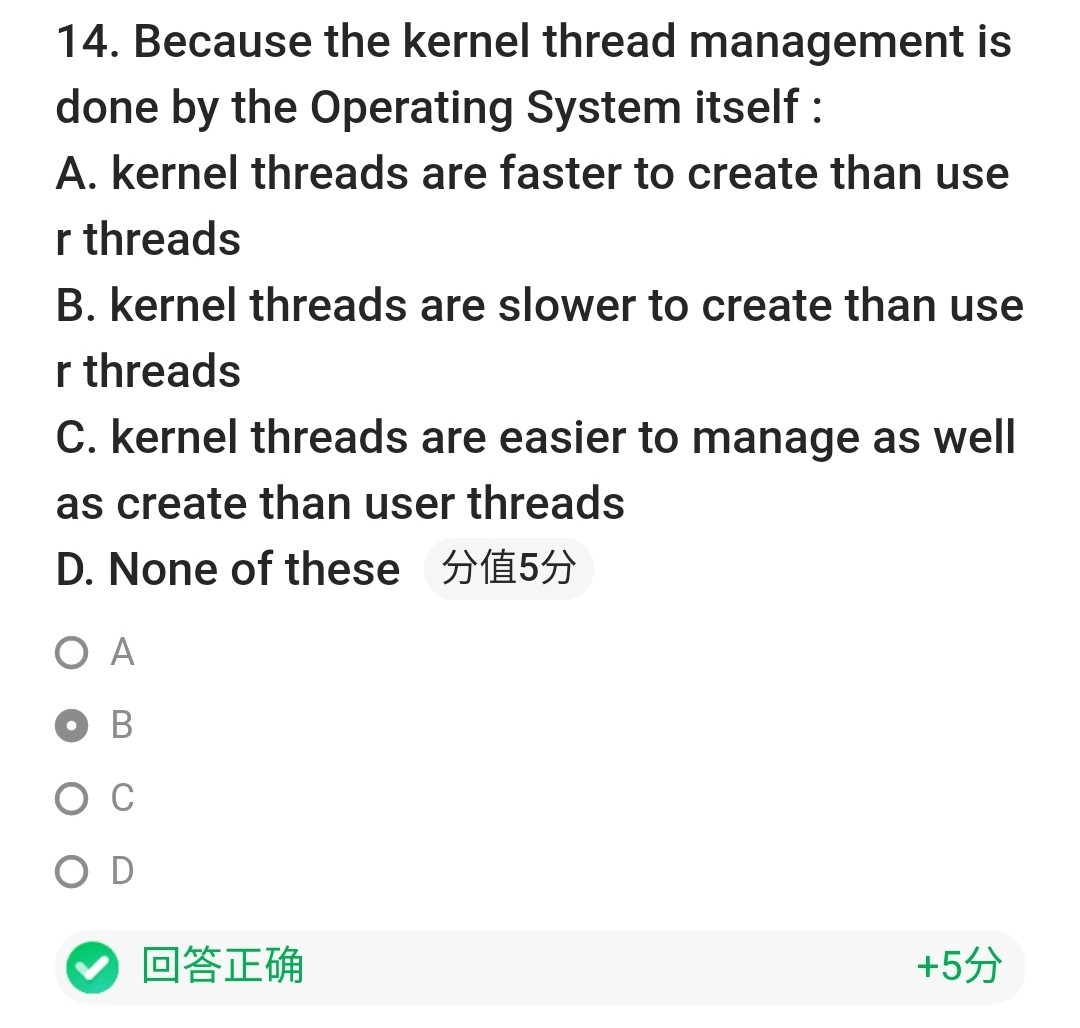 14. Because the kernel thread management is
done by the Operating System itself :
A. kernel threads are faster to create than use
r threads
B. kernel threads are slower to create than use
r threads
C. kernel threads are easier to manage as well
as create than user threads
D. None of these 分值5分
A
B
C
D
回答正确 +5分